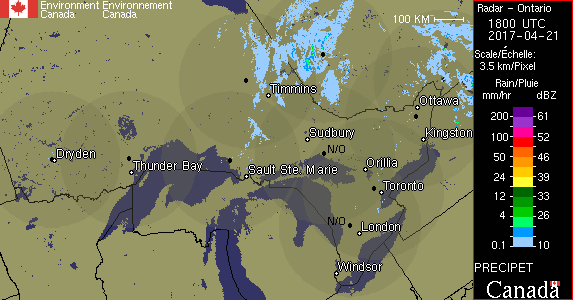 Environment Environnement
Canada Canada
100 KM
Radar - Ontario
1800 UTC
2017-04-21
Scale/Échelle:
3.5 km/Pixel
Rain/Pluie
mm/hr dBZ
200 61
100 52
50 46
24 39
12 33
4 26
0.1 10
PRECIPET
Canada
Timmins
Ottawa
Sudbury
Kingston
N/O
Dryden
Thunder Bay
Sault Ste. Marie
Orillia
Toronto
N/O
London
Windsor